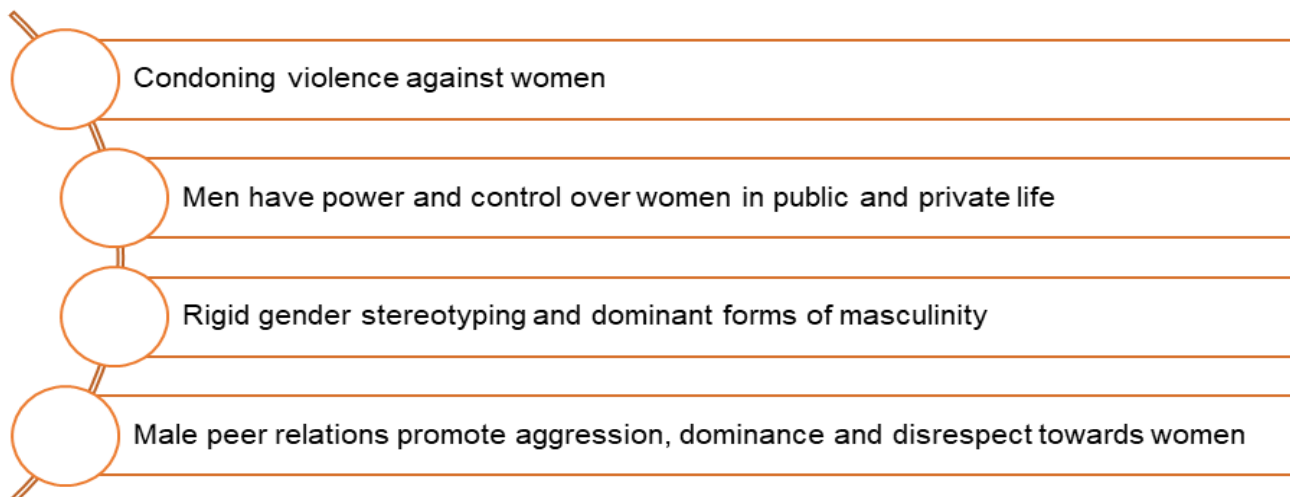 Condoning violence against women
Men have power and control over women in public and private life
Rigid gender stereotyping and dominant forms of masculinity
Male peer relations promote aggression, dominance and disrespect towards women